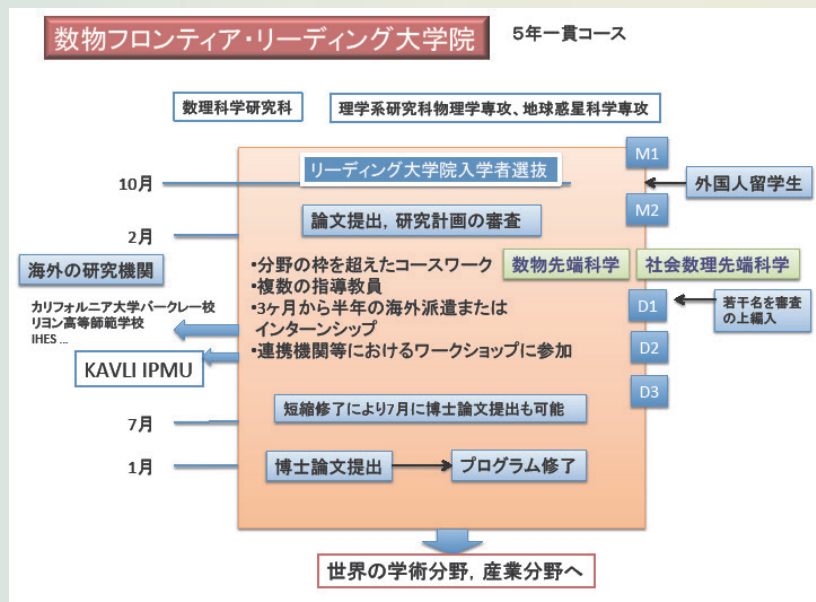 数物フロンティア・リーディング大学院
5年一貫コース
数理科学研究科
理学系研究科物理学専攻、地球惑星科学専攻
M1
リーディング大学院入学者選抜
10月
外国人留学生
M2
論文提出，研究計画の審査
2月
海外の研究機関
・分野の枠を超えたコースワーク
数物先端科学
社会数理先端科学
・複数の指導教員
・3ヶ月から半年の海外派遣または
インターンシップ
・連携機関等におけるワークショップに参加
カリフォルニア大学バークレー校
リヨン高等師範学校
IHES ...
KAVLI IPMU
D1
若干名を審査
の上編入
D2
D3
短縮修了により7月に博士論文提出も可能
7月
1月
博士論文提出
プログラム修了
世界の学術分野，産業分野へ